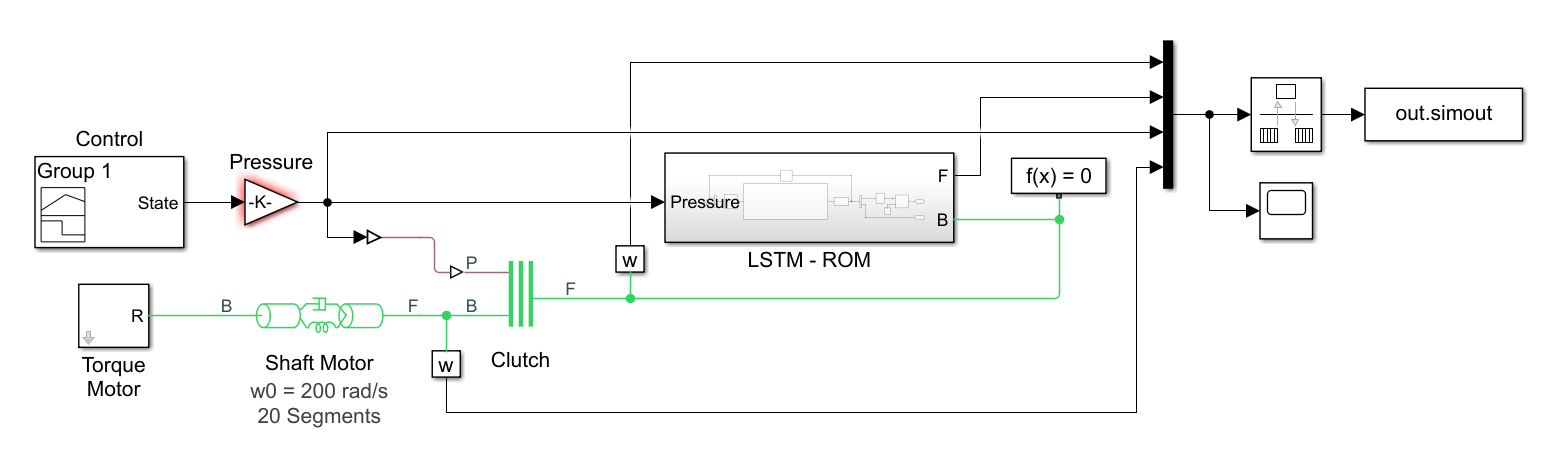 Control
Group 1
State
Pressure
-K-
Pressure
F
B
LSTM - ROM
f(x) = 0
out.simout
w
P
F
R
B
F
B
Torque
Motor
Shaft Motor
w0 = 200 rad/s
20 Segments
w
Clutch